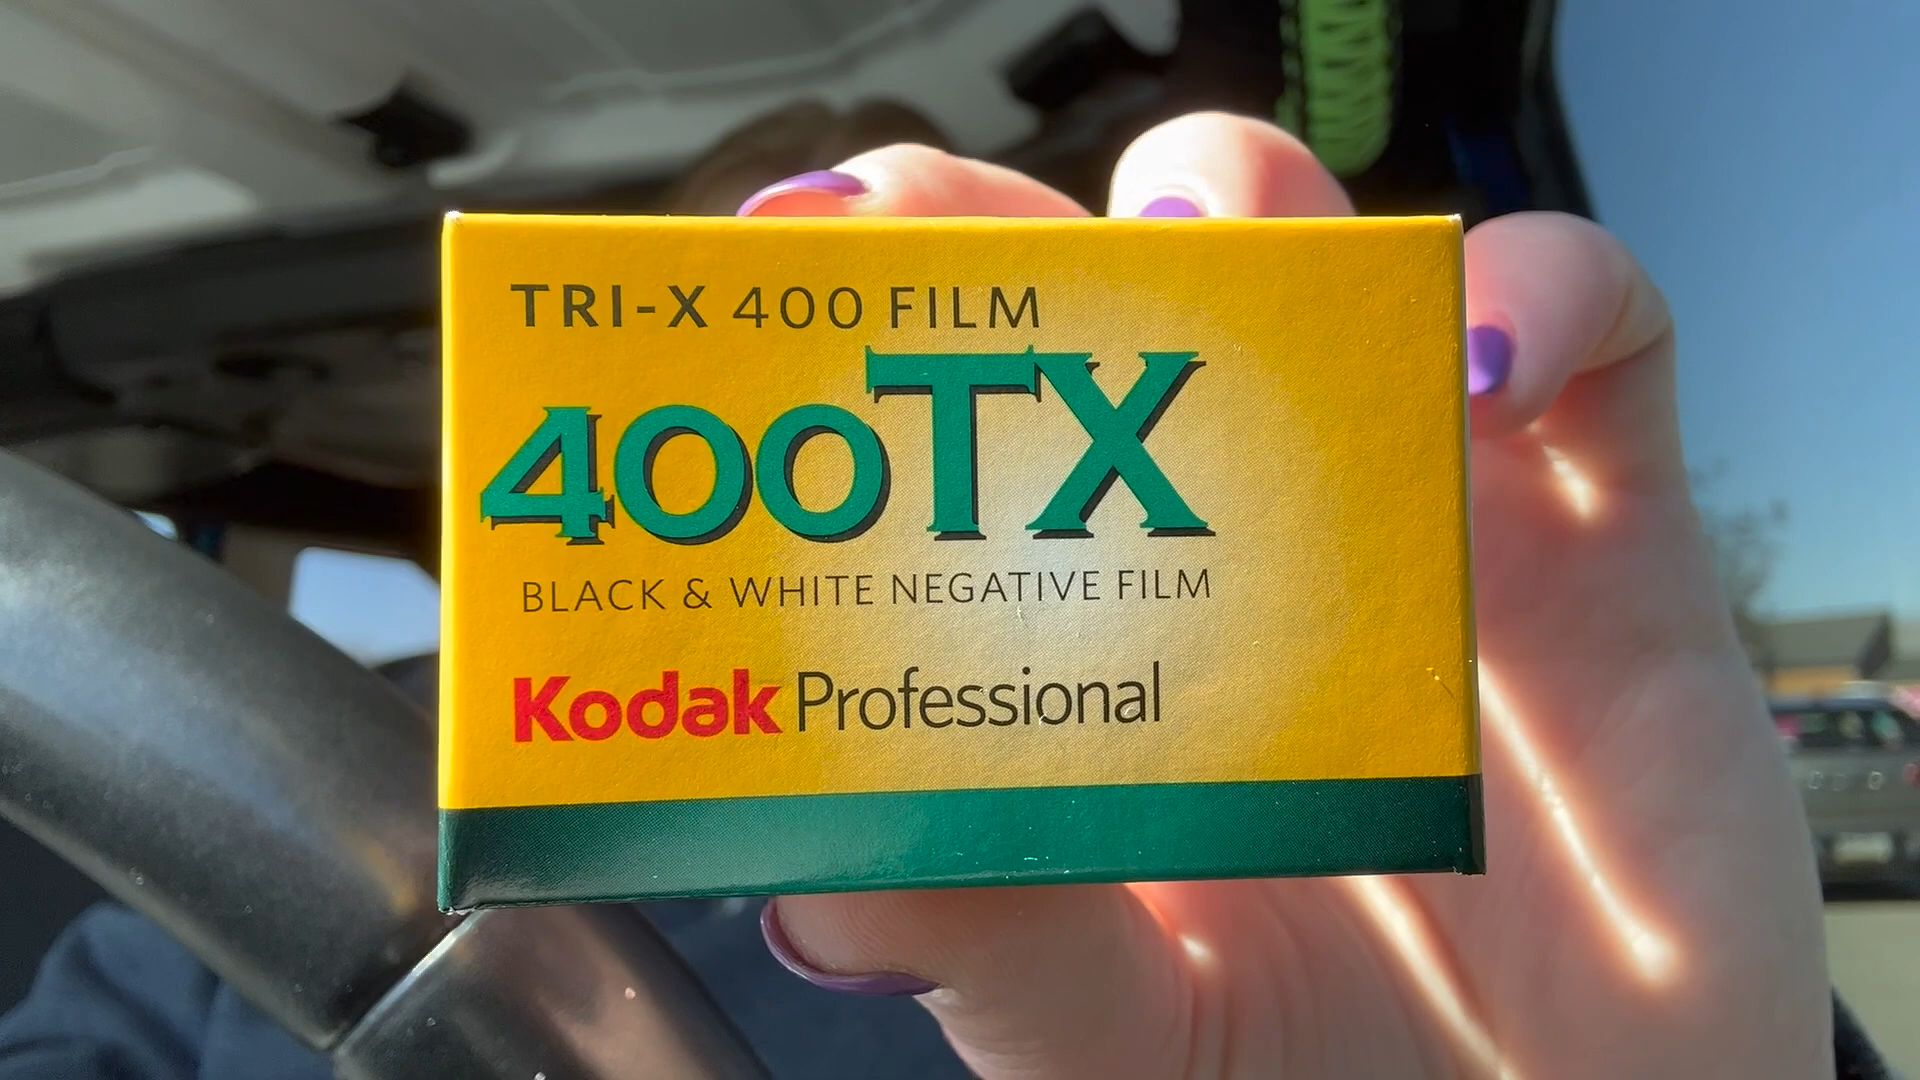 TRI-X 400 FILM
400TX
BLACK & WHITE NEGATIVE FILM
Kodak Professional